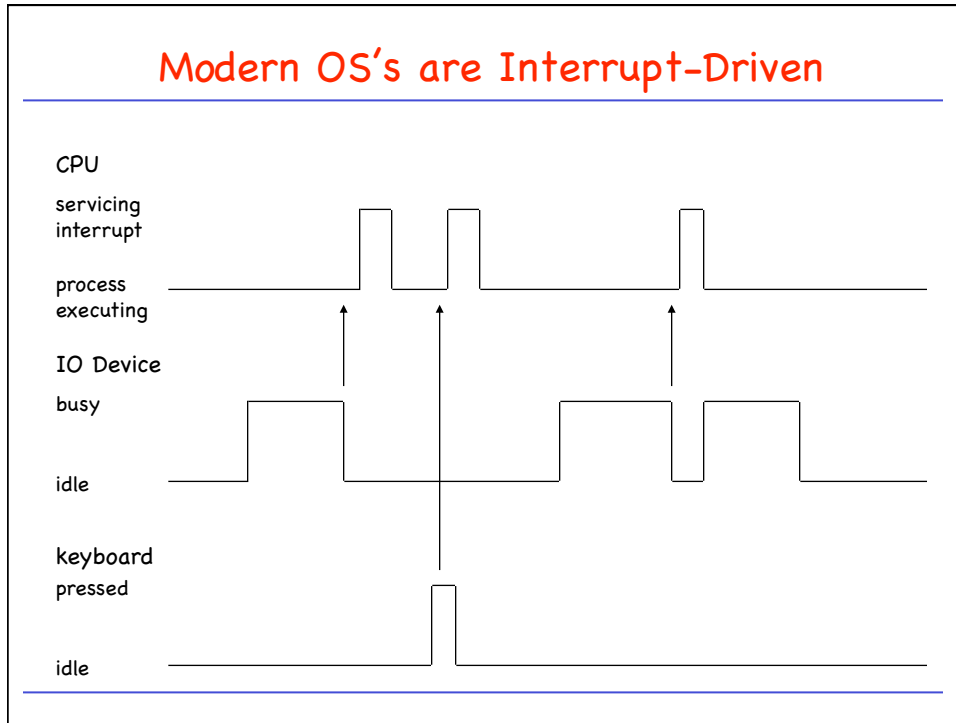 Modern OS's are Interrupt-Driven
CPU
servicing
interrupt
process
executing
IO Device
busy
idle
keyboard
pressed
idle